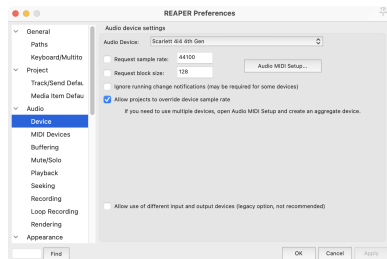 REAPER Preferences
General
Paths
Keyboard/Multito
Project
Track/Send Defau
Media Item Defau
Audio
Device
MIDI Devices
Buffering
Mute/Solo
Playback
Seeking
Recording
Loop Recording
Rendering
Appearance
Find
Audio device settings
Audio Device: Scarlett 4i4 4th Gen
Request sample rate: 44100
Request block size: 128
Audio MIDI Setup...
Ignore running change notifications (may be required for some devices)
Allow projects to override device sample rate
If you need to use multiple devices, open Audio MIDI Setup and create an aggregate device.
Allow use of different input and output devices (legacy option, not recommended)
OK Cancel Apply